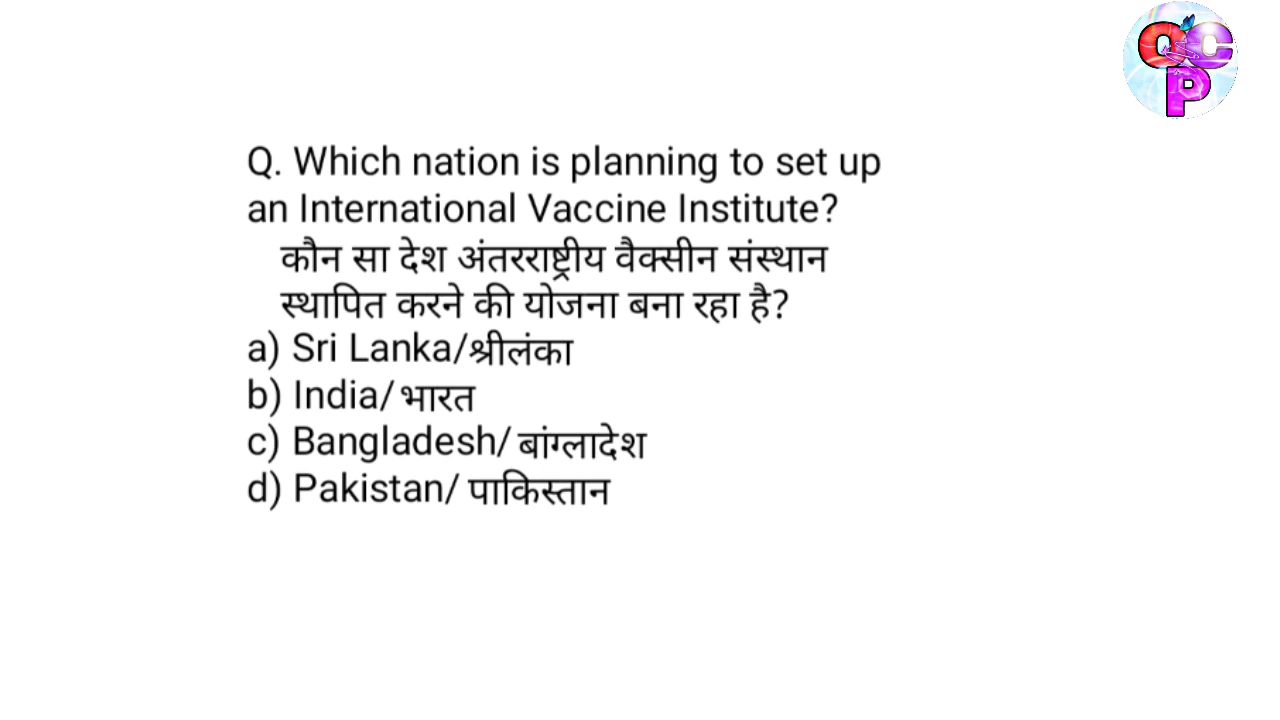 QCP
Q. Which nation is planning to set up
an International Vaccine Institute?
कौन सा देश अंतरराष्ट्रीय वैक्सीन संस्थान
स्थापित करने की योजना बना रहा है?
a) Sri Lanka/श्रीलंका
b) India/ भारत
c) Bangladesh/ बांग्लादेश
d) Pakistan/ पाकिस्तान